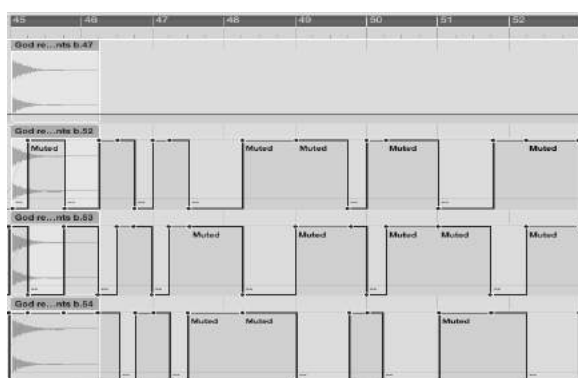 45 46 47 48 49 50 51 52
God re...nts b.47
God re...nts b.52
Muted Muted Muted Muted
God re...nts b.53
Muted Muted Muted Muted Muted
God re...nts b.54
Muted Muted Muted